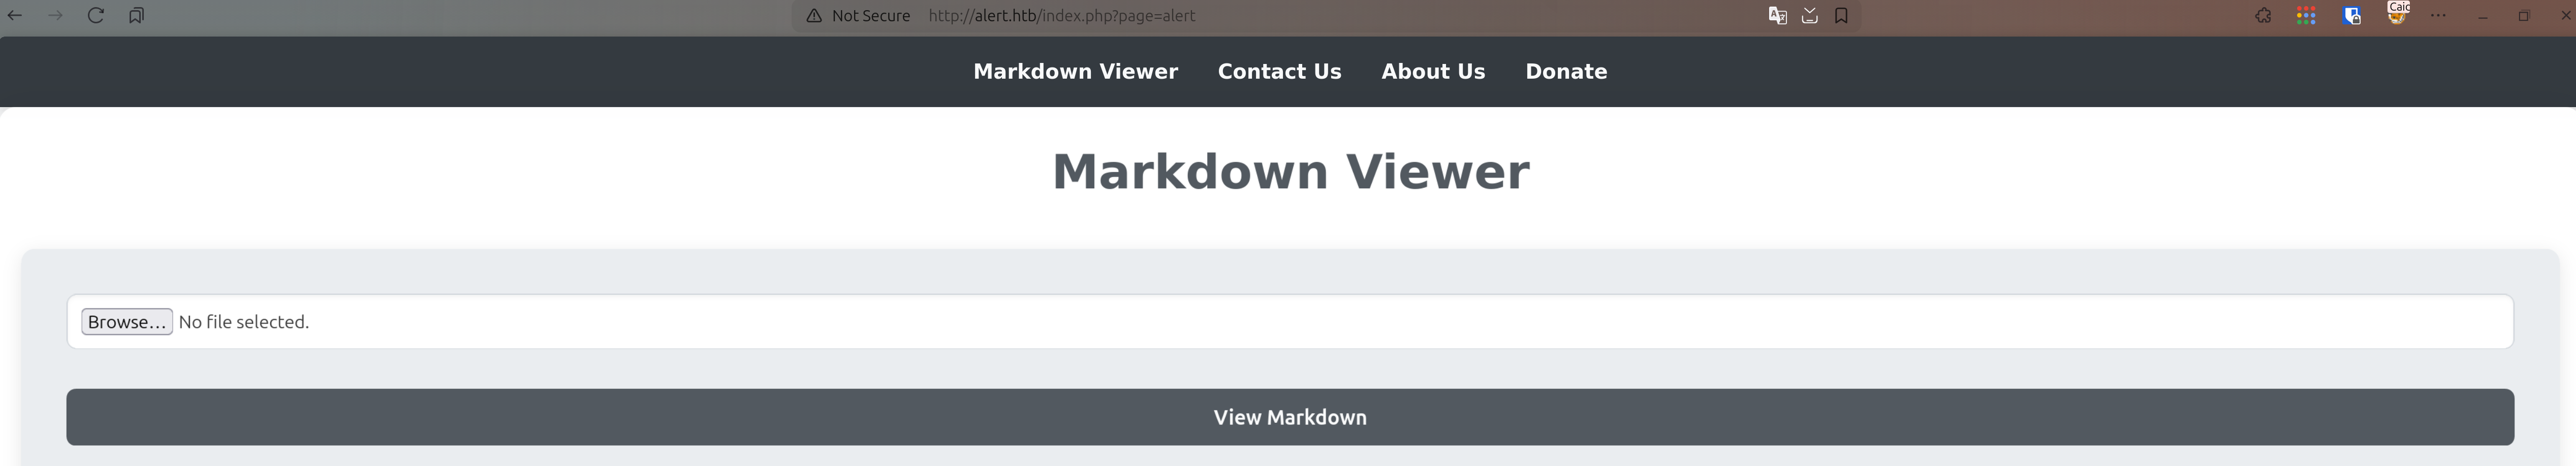 Not Secure http://alert.htb/index.php?page=alert
Caic
Markdown Viewer Contact Us About Us Donate
Markdown Viewer
Browse... No file selected.
View Markdown